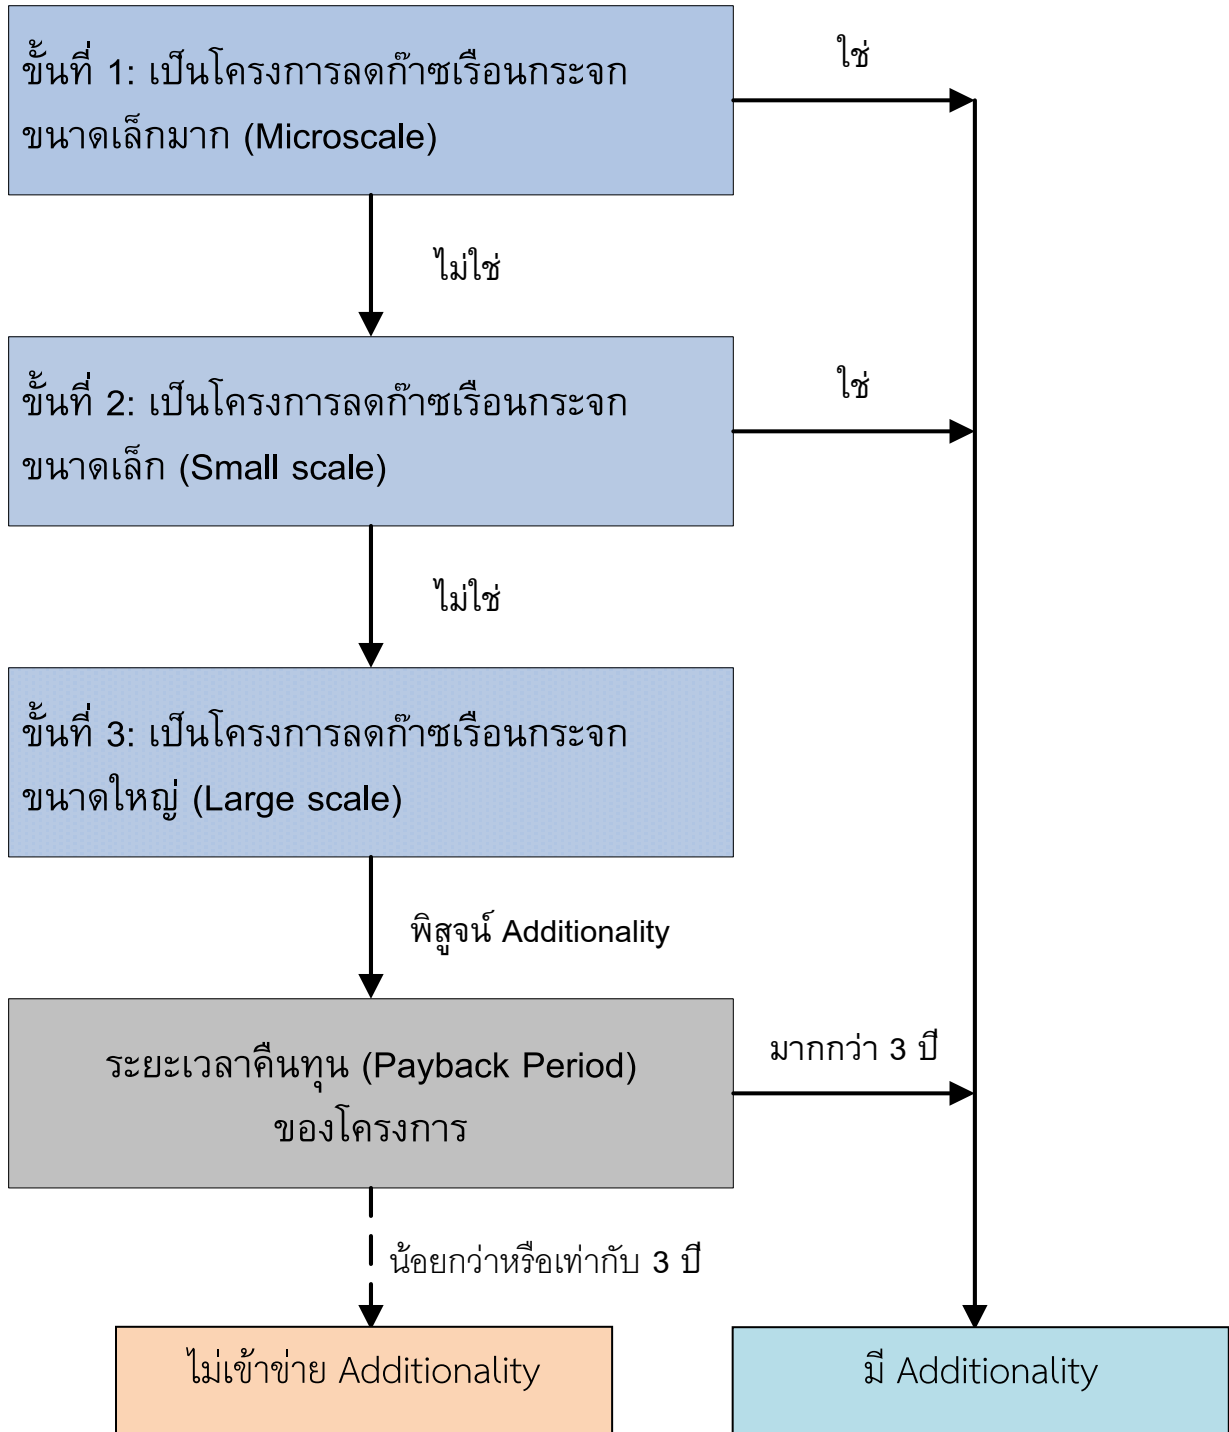 ขั้นที่ 1: เป็นโครงการลดก๊าซเรือนกระจก
ขนาดเล็กมาก (Microscale)
ใช่
ไม่ใช่
ขั้นที่ 2: เป็นโครงการลดก๊าซเรือนกระจก
ขนาดเล็ก (Small scale)
ใช่
ไม่ใช่
ขั้นที่ 3: เป็นโครงการลดก๊าซเรือนกระจก
ขนาดใหญ่ (Large scale)
พิสูจน์ Additionality
ระยะเวลาคืนทุน (Payback Period)
ของโครงการ
มากกว่า 3 ปี
น้อยกว่าหรือเท่ากับ 3 ปี
ไม่เข้าข่าย Additionality
มี Additionality